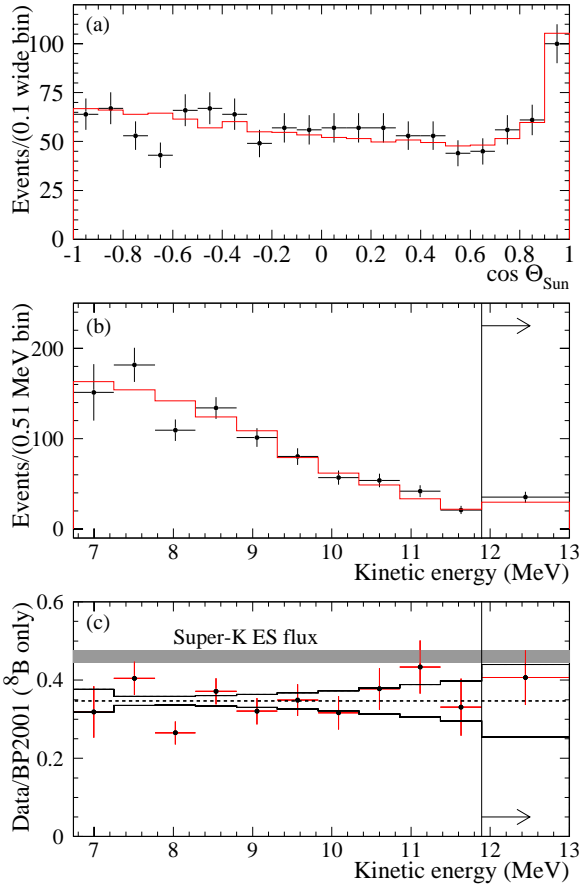 (a)
Events/(0.1 wide bin)
100
75
50
25
0
-1 -0.8 -0.6 -0.4 -0.2 0 0.2 0.4 0.6 0.8 1
cos Θ_Sun
(b)
Events/(0.51 MeV bin)
200
100
0
7 8 9 10 11 12 13
Kinetic energy (MeV)
(c)
Super-K ES flux
Data/BP2001 (⁸B only)
0.6
0.4
0.2
0
7 8 9 10 11 12 13
Kinetic energy (MeV)